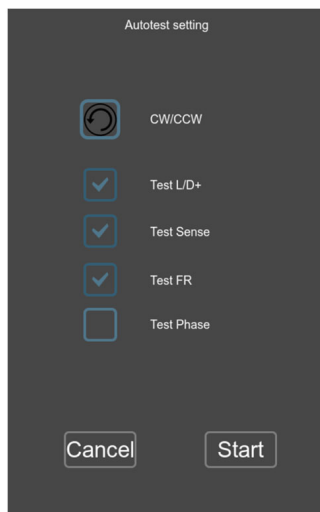 Autotest setting
CW/CCW
Test L/D+
Test Sense
Test FR
Test Phase
Cancel
Start